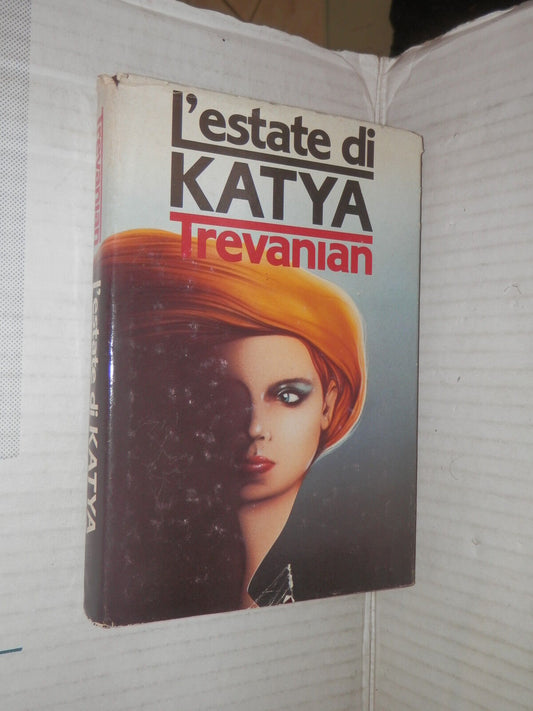 L'estate di
KATYA
Trevanian
Trevanian
l'estate di KATYA